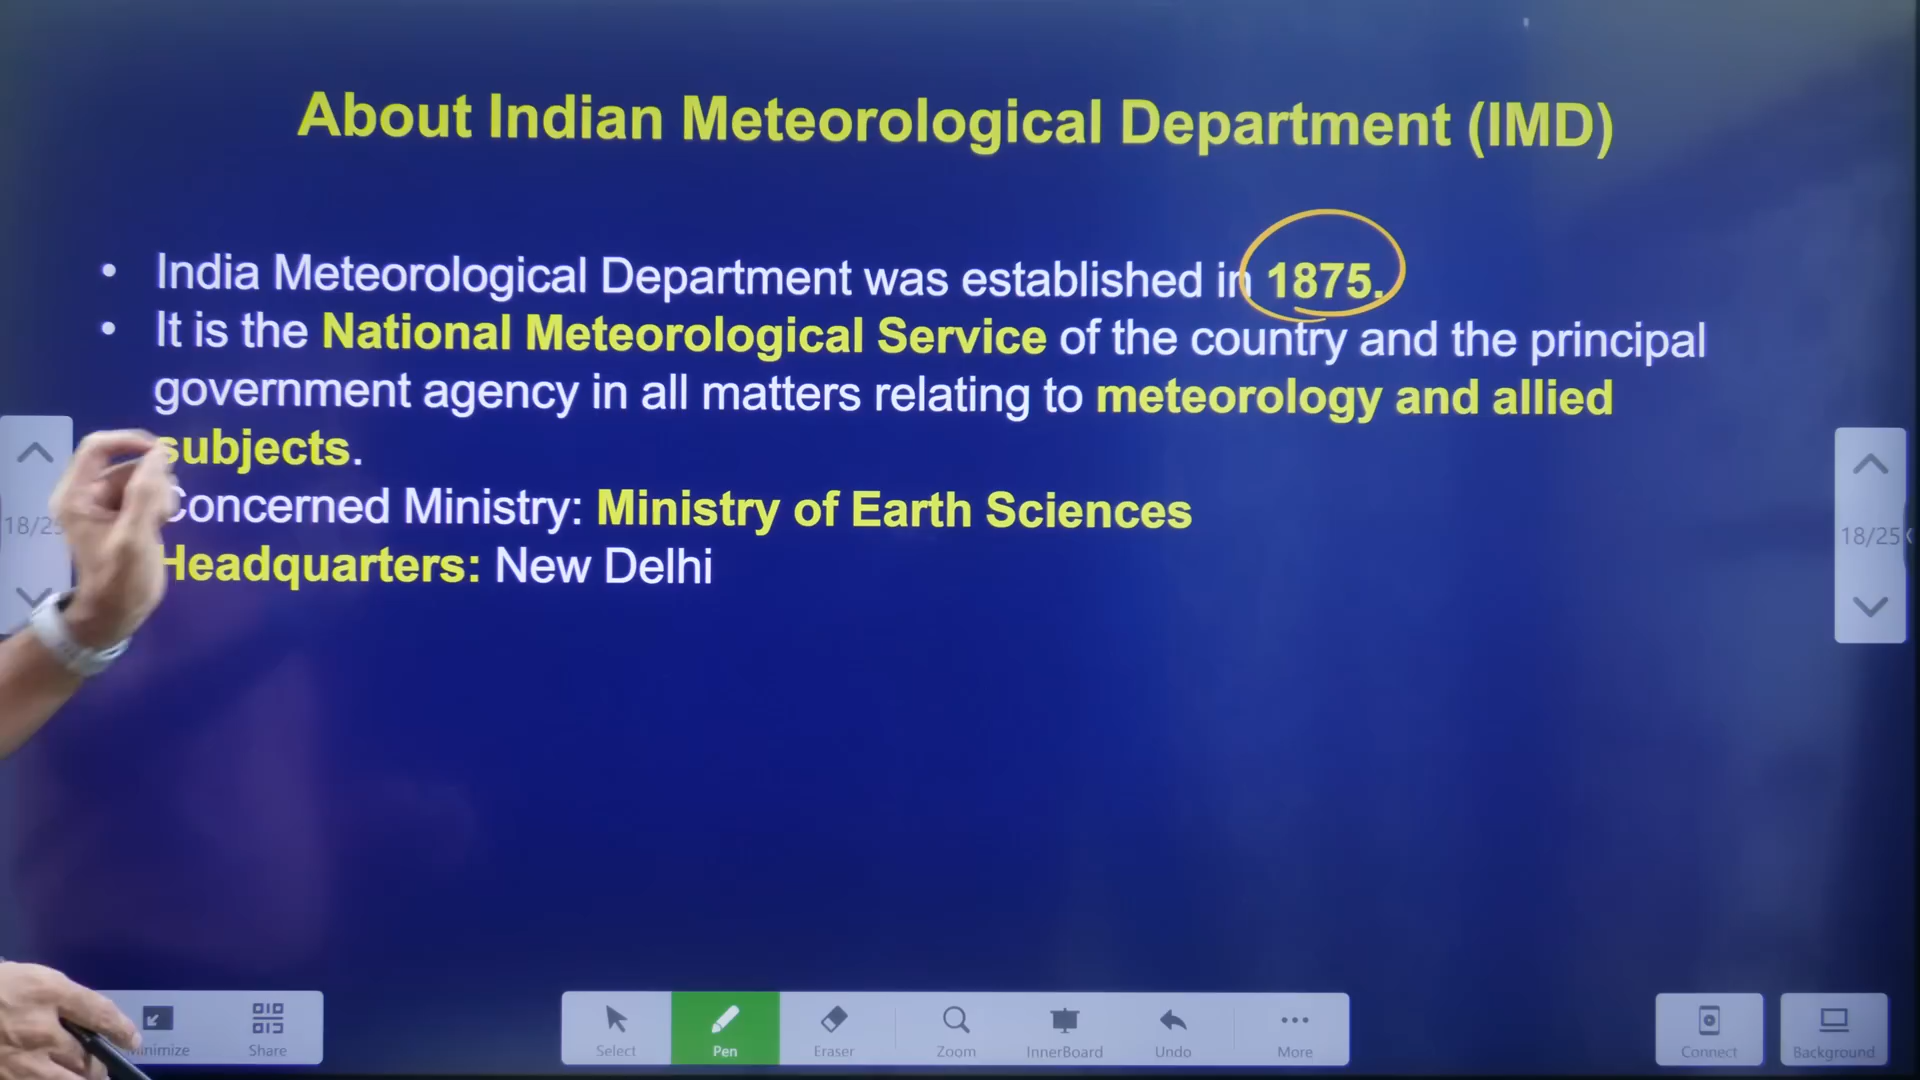 About Indian Meteorological Department (IMD)
• India Meteorological Department was established in 1875.
• It is the National Meteorological Service of the country and the principal
government agency in all matters relating to meteorology and allied
subjects.
Concerned Ministry: Ministry of Earth Sciences
Headquarters: New Delhi
18/25
18/25
Minimize
Share
Select
Pen
Eraser
Zoom
InnerBoard
Undo
More
Connect
Background